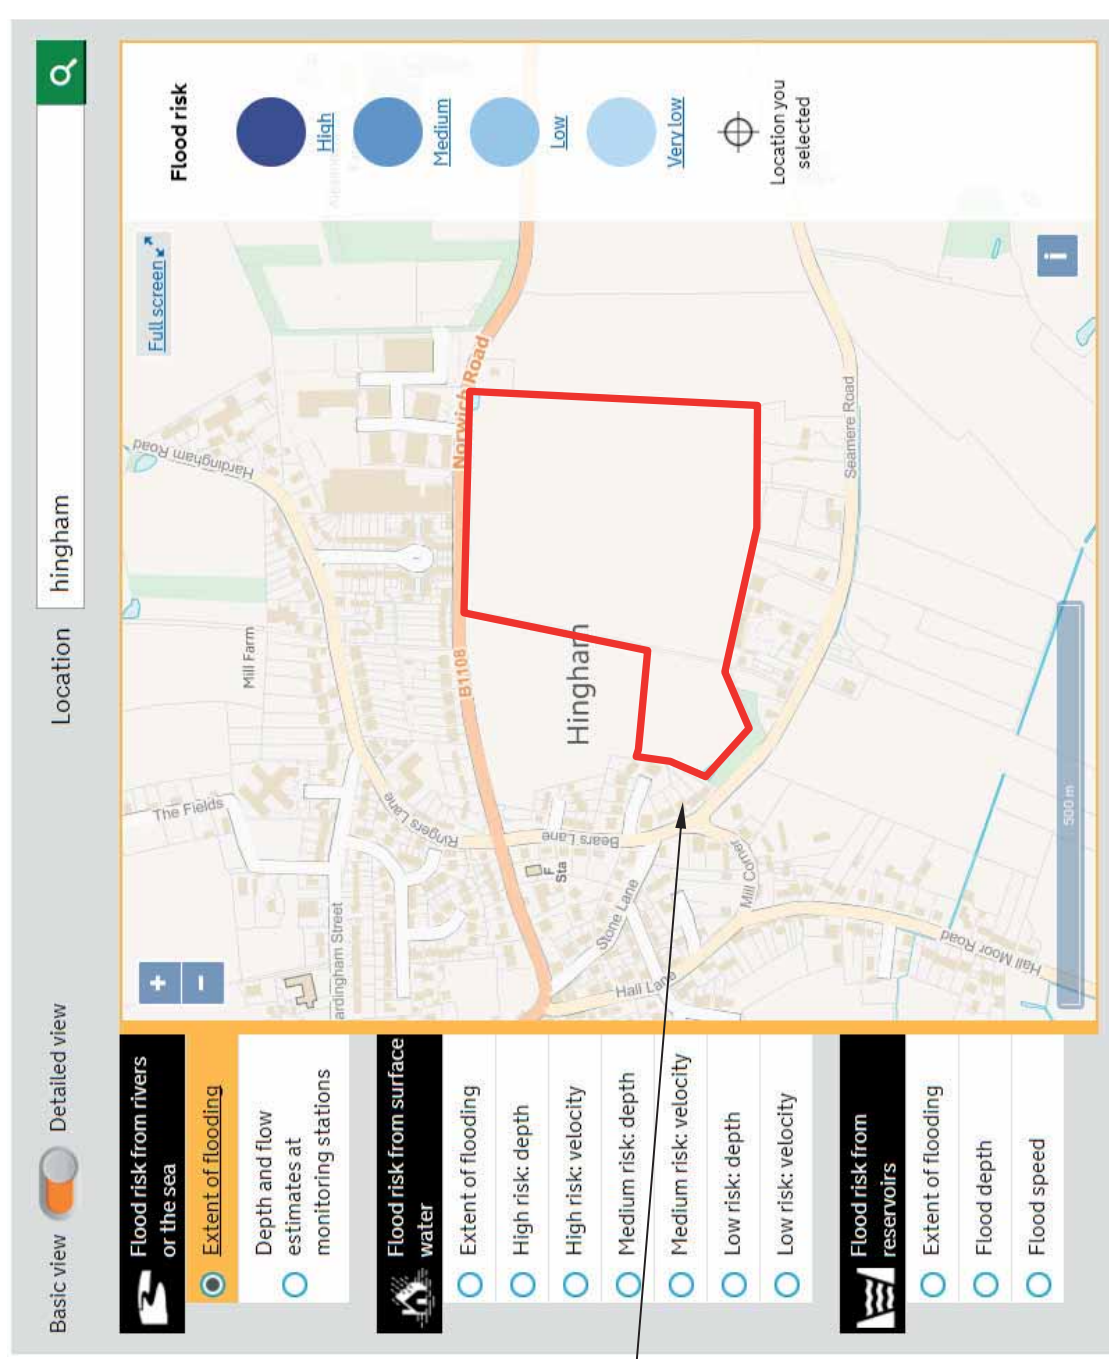 Basic view
Detailed view
Location
hingham
Flood risk from rivers
or the sea
Extent of flooding
Depth and flow
estimates at
monitoring stations
Flood risk from surface
water
Extent of flooding
High risk: depth
High risk: velocity
Medium risk: depth
Medium risk: velocity
Low risk: depth
Low risk: velocity
Flood risk from
reservoirs
Extent of flooding
Flood depth
Flood speed
+
−
Full screen
The Fields
Mill Farm
Hardingham Road
ardingham Street
Ringers Lane
B1108
Norwich Road
Hingham
F
Sta
Bears Lane
Stone Lane
Hall Lane
Mill Corner
Seamere Road
Hall Moor Road
500 m
i
Flood risk
High
Medium
Low
Very low
Location you
selected